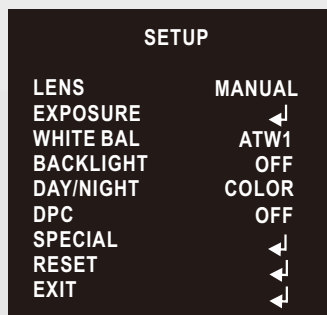 SETUP
LENS MANUAL
EXPOSURE ↲
WHITE BAL ATW1
BACKLIGHT OFF
DAY/NIGHT COLOR
DPC OFF
SPECIAL ↲
RESET ↲
EXIT ↲